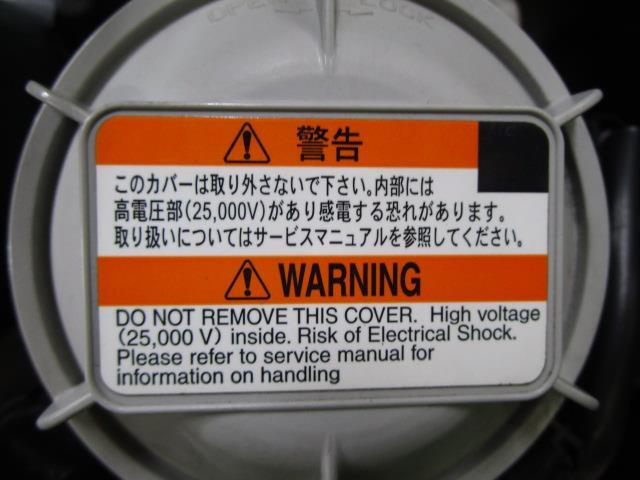 OPEN LOCK
警告
このカバーは取り外さないで下さい。内部には
高電圧部(25,000V)があり感電する恐れがあります。
取り扱いについてはサービスマニュアルを参照してください。
WARNING
DO NOT REMOVE THIS COVER. High voltage
(25,000 V) inside. Risk of Electrical Shock.
Please refer to service manual for
information on handling